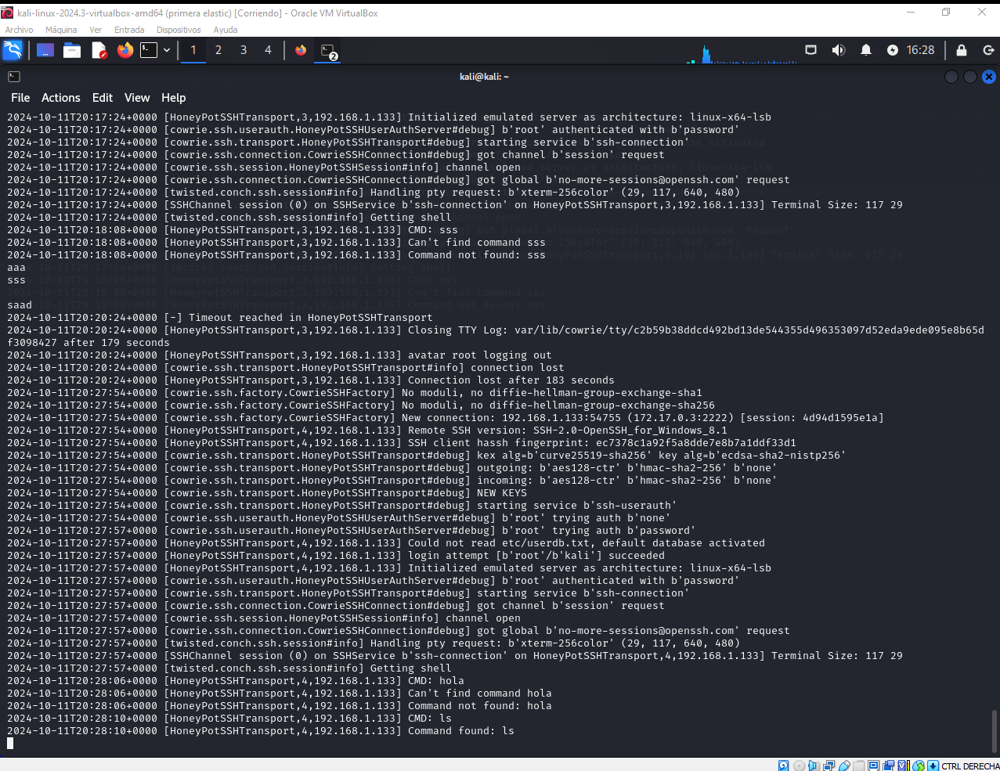 kali-linux-2024.3-virtualbox-amd64 (primera elastic) [Corriendo] - Oracle VM VirtualBox
Archivo Máquina Ver Entrada Dispositivos Ayuda
1 2 3 4 2 16:28
kali@kali: ~
File Actions Edit View Help
2024-10-11T20:17:24+0000 [HoneyPotSSHTransport,3,192.168.1.133] Initialized emulated server as architecture: linux-x64-lsb
2024-10-11T20:17:24+0000 [cowrie.ssh.userauth.HoneyPotSSHUserAuthServer#debug] b'root' authenticated with b'password'
2024-10-11T20:17:24+0000 [cowrie.ssh.transport.HoneyPotSSHTransport#debug] starting service b'ssh-connection'
2024-10-11T20:17:24+0000 [cowrie.ssh.connection.CowrieSSHConnection#debug] got channel b'session' request
2024-10-11T20:17:24+0000 [cowrie.ssh.session.HoneyPotSSHSession#info] channel open
2024-10-11T20:17:24+0000 [cowrie.ssh.connection.CowrieSSHConnection#debug] got global b'no-more-sessions@openssh.com' request
2024-10-11T20:17:24+0000 [twisted.conch.ssh.session#info] Handling pty request: b'xterm-256color' (29, 117, 640, 480)
2024-10-11T20:17:24+0000 [SSHChannel session (0) on SSHService b'ssh-connection' on HoneyPotSSHTransport,3,192.168.1.133] Terminal Size: 117 29
2024-10-11T20:17:24+0000 [twisted.conch.ssh.session#info] Getting shell
2024-10-11T20:18:08+0000 [HoneyPotSSHTransport,3,192.168.1.133] CMD: sss
2024-10-11T20:18:08+0000 [HoneyPotSSHTransport,3,192.168.1.133] Can't find command sss
2024-10-11T20:18:08+0000 [HoneyPotSSHTransport,3,192.168.1.133] Command not found: sss
aaa
sss
saad
2024-10-11T20:20:24+0000 [-] Timeout reached in HoneyPotSSHTransport
2024-10-11T20:20:24+0000 [HoneyPotSSHTransport,3,192.168.1.133] Closing TTY Log: var/lib/cowrie/tty/c2b59b38ddcd492bd13de544355d496353097d52eda9ede095e8b65d
f3098427 after 179 seconds
2024-10-11T20:20:24+0000 [HoneyPotSSHTransport,3,192.168.1.133] avatar root logging out
2024-10-11T20:20:24+0000 [cowrie.ssh.transport.HoneyPotSSHTransport#info] connection lost
2024-10-11T20:20:24+0000 [HoneyPotSSHTransport,3,192.168.1.133] Connection lost after 183 seconds
2024-10-11T20:27:54+0000 [cowrie.ssh.factory.CowrieSSHFactory] No moduli, no diffie-hellman-group-exchange-sha1
2024-10-11T20:27:54+0000 [cowrie.ssh.factory.CowrieSSHFactory] No moduli, no diffie-hellman-group-exchange-sha256
2024-10-11T20:27:54+0000 [cowrie.ssh.factory.CowrieSSHFactory] New connection: 192.168.1.133:54755 (172.17.0.3:2222) [session: 4d94d1595e1a]
2024-10-11T20:27:54+0000 [HoneyPotSSHTransport,4,192.168.1.133] Remote SSH version: SSH-2.0-OpenSSH_for_Windows_8.1
2024-10-11T20:27:54+0000 [HoneyPotSSHTransport,4,192.168.1.133] SSH client hassh fingerprint: ec7378c1a92f5a8dde7e8b7a1ddf33d1
2024-10-11T20:27:54+0000 [cowrie.ssh.transport.HoneyPotSSHTransport#debug] kex alg=b'curve25519-sha256' key alg=b'ecdsa-sha2-nistp256'
2024-10-11T20:27:54+0000 [cowrie.ssh.transport.HoneyPotSSHTransport#debug] outgoing: b'aes128-ctr' b'hmac-sha2-256' b'none'
2024-10-11T20:27:54+0000 [cowrie.ssh.transport.HoneyPotSSHTransport#debug] incoming: b'aes128-ctr' b'hmac-sha2-256' b'none'
2024-10-11T20:27:54+0000 [cowrie.ssh.transport.HoneyPotSSHTransport#debug] NEW KEYS
2024-10-11T20:27:54+0000 [cowrie.ssh.transport.HoneyPotSSHTransport#debug] starting service b'ssh-userauth'
2024-10-11T20:27:54+0000 [cowrie.ssh.userauth.HoneyPotSSHUserAuthServer#debug] b'root' trying auth b'none'
2024-10-11T20:27:57+0000 [cowrie.ssh.userauth.HoneyPotSSHUserAuthServer#debug] b'root' trying auth b'password'
2024-10-11T20:27:57+0000 [HoneyPotSSHTransport,4,192.168.1.133] Could not read etc/userdb.txt, default database activated
2024-10-11T20:27:57+0000 [HoneyPotSSHTransport,4,192.168.1.133] login attempt [b'root'/b'kali'] succeeded
2024-10-11T20:27:57+0000 [HoneyPotSSHTransport,4,192.168.1.133] Initialized emulated server as architecture: linux-x64-lsb
2024-10-11T20:27:57+0000 [cowrie.ssh.userauth.HoneyPotSSHUserAuthServer#debug] b'root' authenticated with b'password'
2024-10-11T20:27:57+0000 [cowrie.ssh.transport.HoneyPotSSHTransport#debug] starting service b'ssh-connection'
2024-10-11T20:27:57+0000 [cowrie.ssh.connection.CowrieSSHConnection#debug] got channel b'session' request
2024-10-11T20:27:57+0000 [cowrie.ssh.session.HoneyPotSSHSession#info] channel open
2024-10-11T20:27:57+0000 [cowrie.ssh.connection.CowrieSSHConnection#debug] got global b'no-more-sessions@openssh.com' request
2024-10-11T20:27:57+0000 [twisted.conch.ssh.session#info] Handling pty request: b'xterm-256color' (29, 117, 640, 480)
2024-10-11T20:27:57+0000 [SSHChannel session (0) on SSHService b'ssh-connection' on HoneyPotSSHTransport,4,192.168.1.133] Terminal Size: 117 29
2024-10-11T20:27:57+0000 [twisted.conch.ssh.session#info] Getting shell
2024-10-11T20:28:06+0000 [HoneyPotSSHTransport,4,192.168.1.133] CMD: hola
2024-10-11T20:28:06+0000 [HoneyPotSSHTransport,4,192.168.1.133] Can't find command hola
2024-10-11T20:28:06+0000 [HoneyPotSSHTransport,4,192.168.1.133] Command not found: hola
2024-10-11T20:28:10+0000 [HoneyPotSSHTransport,4,192.168.1.133] CMD: ls
2024-10-11T20:28:10+0000 [HoneyPotSSHTransport,4,192.168.1.133] Command found: ls
CTRL DERECHA